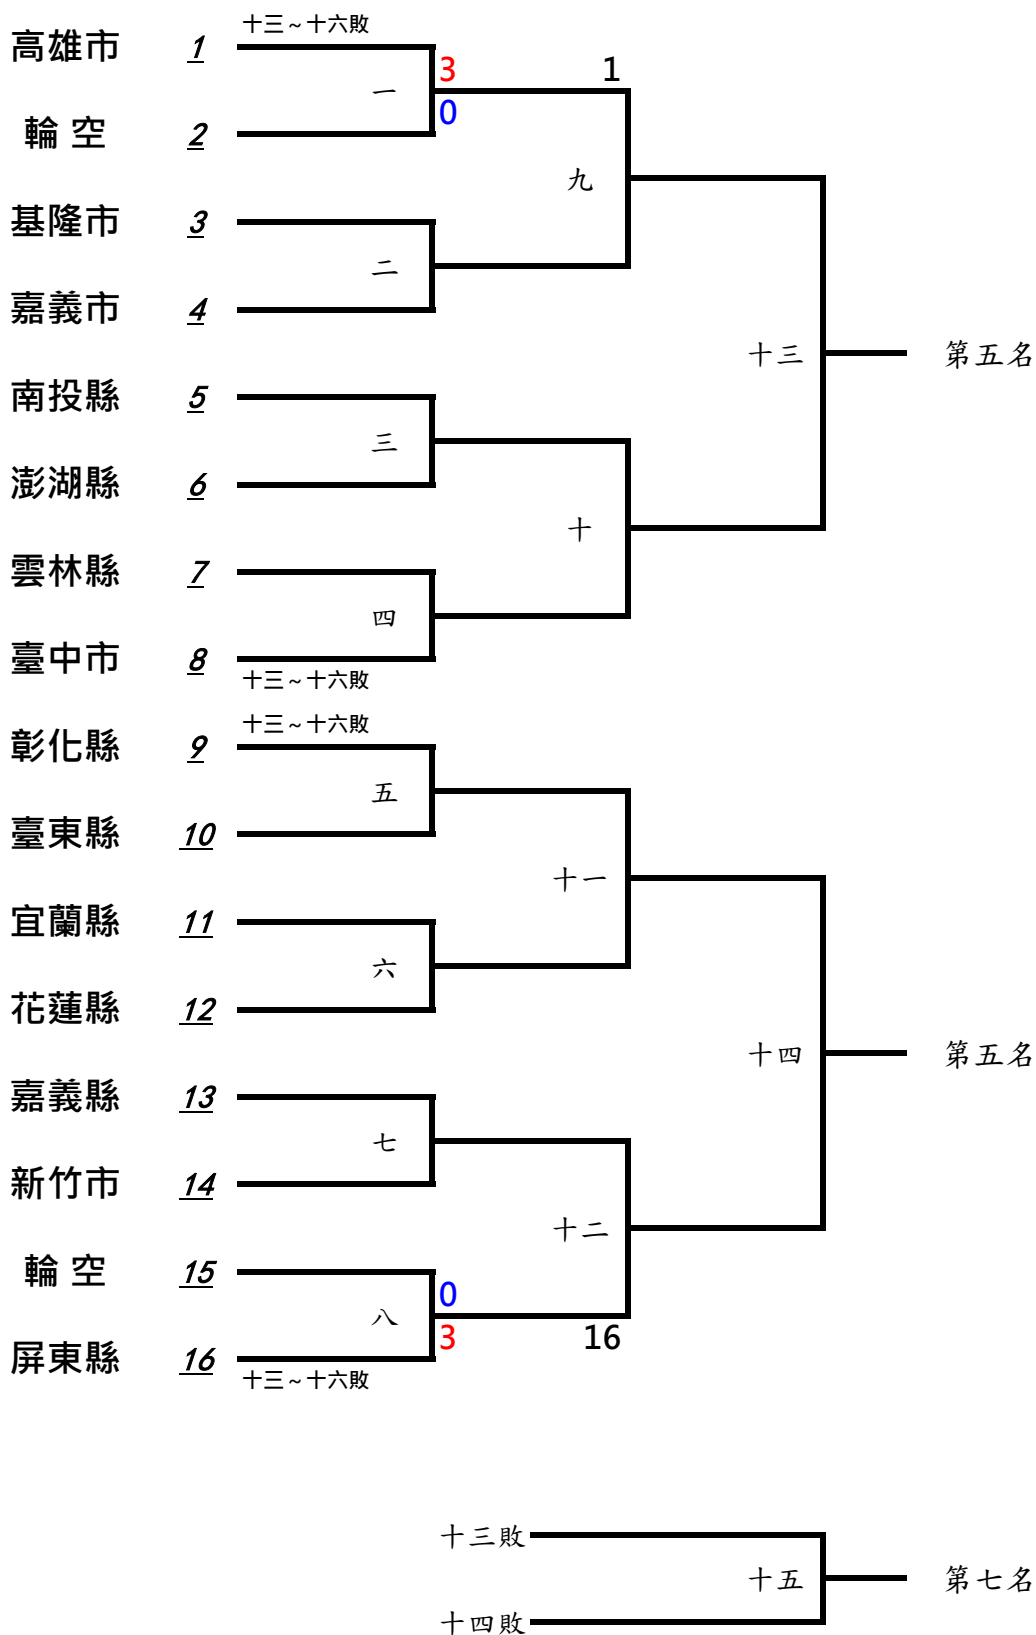 十三~十六敗
高雄市 1
3 1
一
0
輪 空 2
九
基隆市 3
二
嘉義市 4
十三 第五名
南投縣 5
三
澎湖縣 6
十
雲林縣 7
四
臺中市 8
十三~十六敗
十三~十六敗
彰化縣 9
五
臺東縣 10
十一
宜蘭縣 11
六
花蓮縣 12
十四 第五名
嘉義縣 13
七
新竹市 14
十二
輪 空 15
0
八
3 16
屏東縣 16
十三~十六敗
十三敗
十五 第七名
十四敗